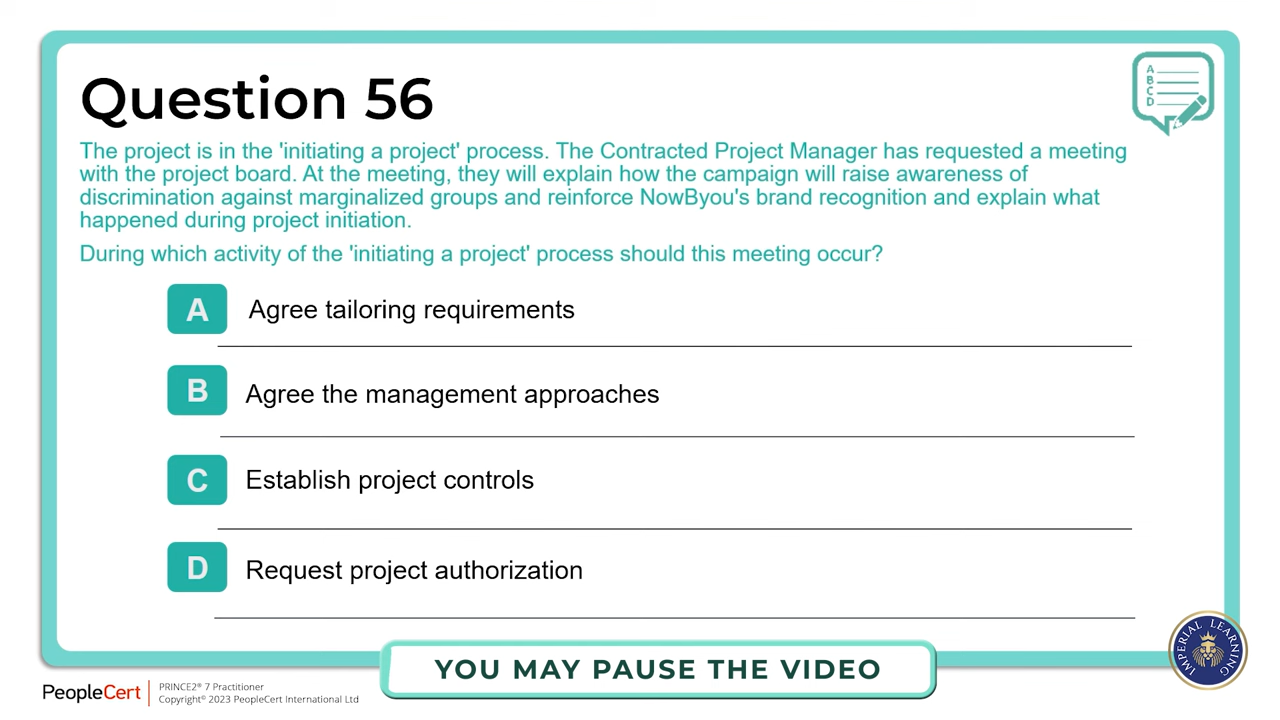 Question 56
A
B
C
D
The project is in the 'initiating a project' process. The Contracted Project Manager has requested a meeting
with the project board. At the meeting, they will explain how the campaign will raise awareness of
discrimination against marginalized groups and reinforce NowByou's brand recognition and explain what
happened during project initiation.
During which activity of the 'initiating a project' process should this meeting occur?
A Agree tailoring requirements
B Agree the management approaches
C Establish project controls
D Request project authorization
YOU MAY PAUSE THE VIDEO
IMPERIAL LEARNING
PeopleCert
PRINCE2® 7 Practitioner
Copyright© 2023 PeopleCert International Ltd